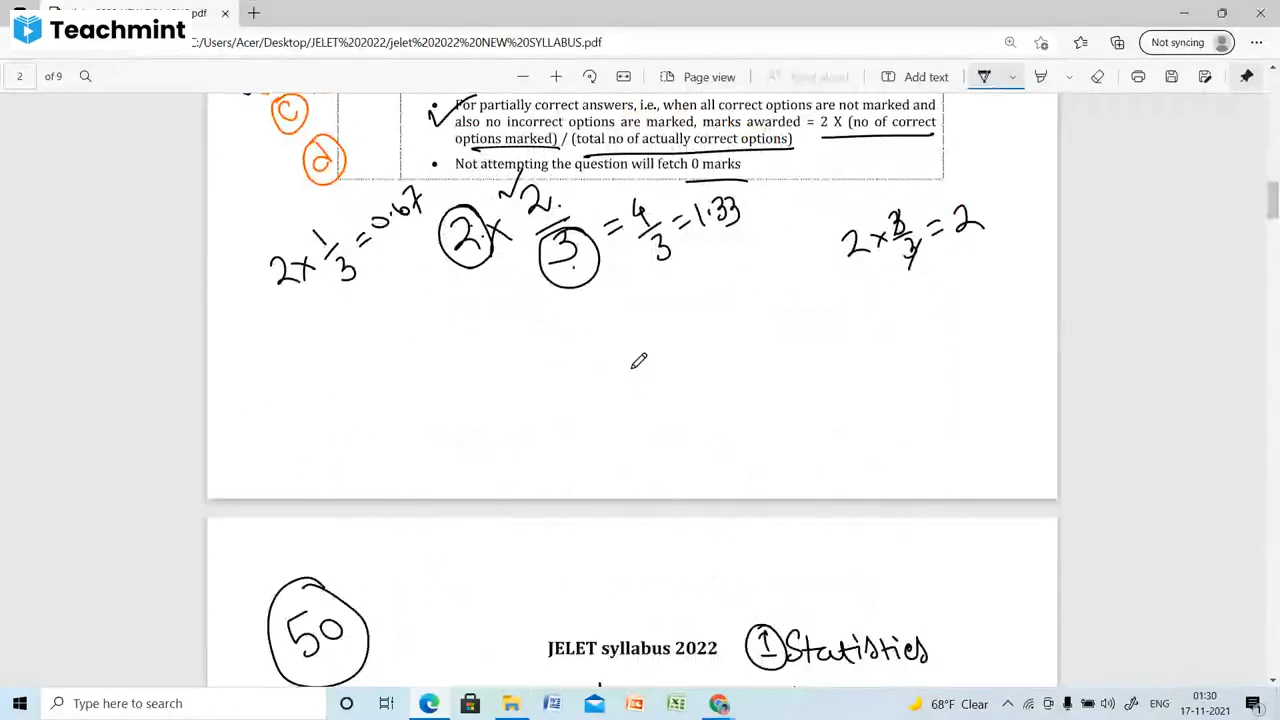 .pdf
Teachmint
C:/Users/Acer/Desktop/JELET%202022/jelet%202022%20NEW%20SYLLABUS.pdf
Not syncing
2 of 9
Page view
Read aloud
Add text
c
d
• For partially correct answers, i.e., when all correct options are not marked and
also no incorrect options are marked, marks awarded = 2 X (no of correct
options marked) / (total no of actually correct options)
• Not attempting the question will fetch 0 marks
2 × 1/3 = 0.67
2 × 2/3 = 4/3 = 1.33
2 × 3/3 = 2
50
JELET syllabus 2022
1 Statistics
Type here to search
68°F Clear
ENG
01:30
17-11-2021